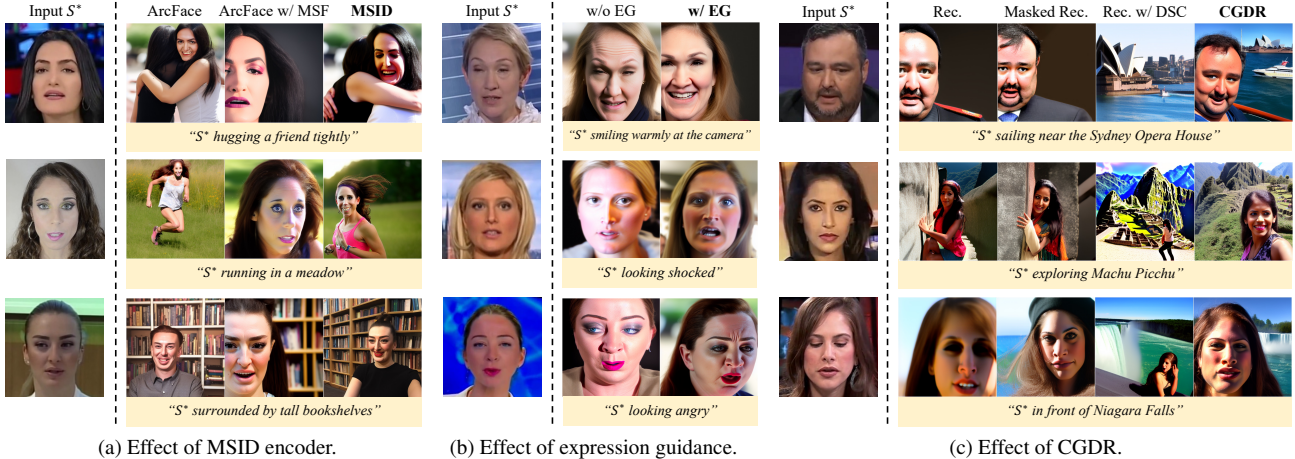 Input S* ArcFace ArcFace w/ MSF MSID
"S* hugging a friend tightly"
"S* running in a meadow"
"S* surrounded by tall bookshelves"
(a) Effect of MSID encoder.
Input S* w/o EG w/ EG
"S* smiling warmly at the camera"
"S* looking shocked"
"S* looking angry"
(b) Effect of expression guidance.
Input S* Rec. Masked Rec. Rec. w/ DSC CGDR
"S* sailing near the Sydney Opera House"
"S* exploring Machu Picchu"
"S* in front of Niagara Falls"
(c) Effect of CGDR.